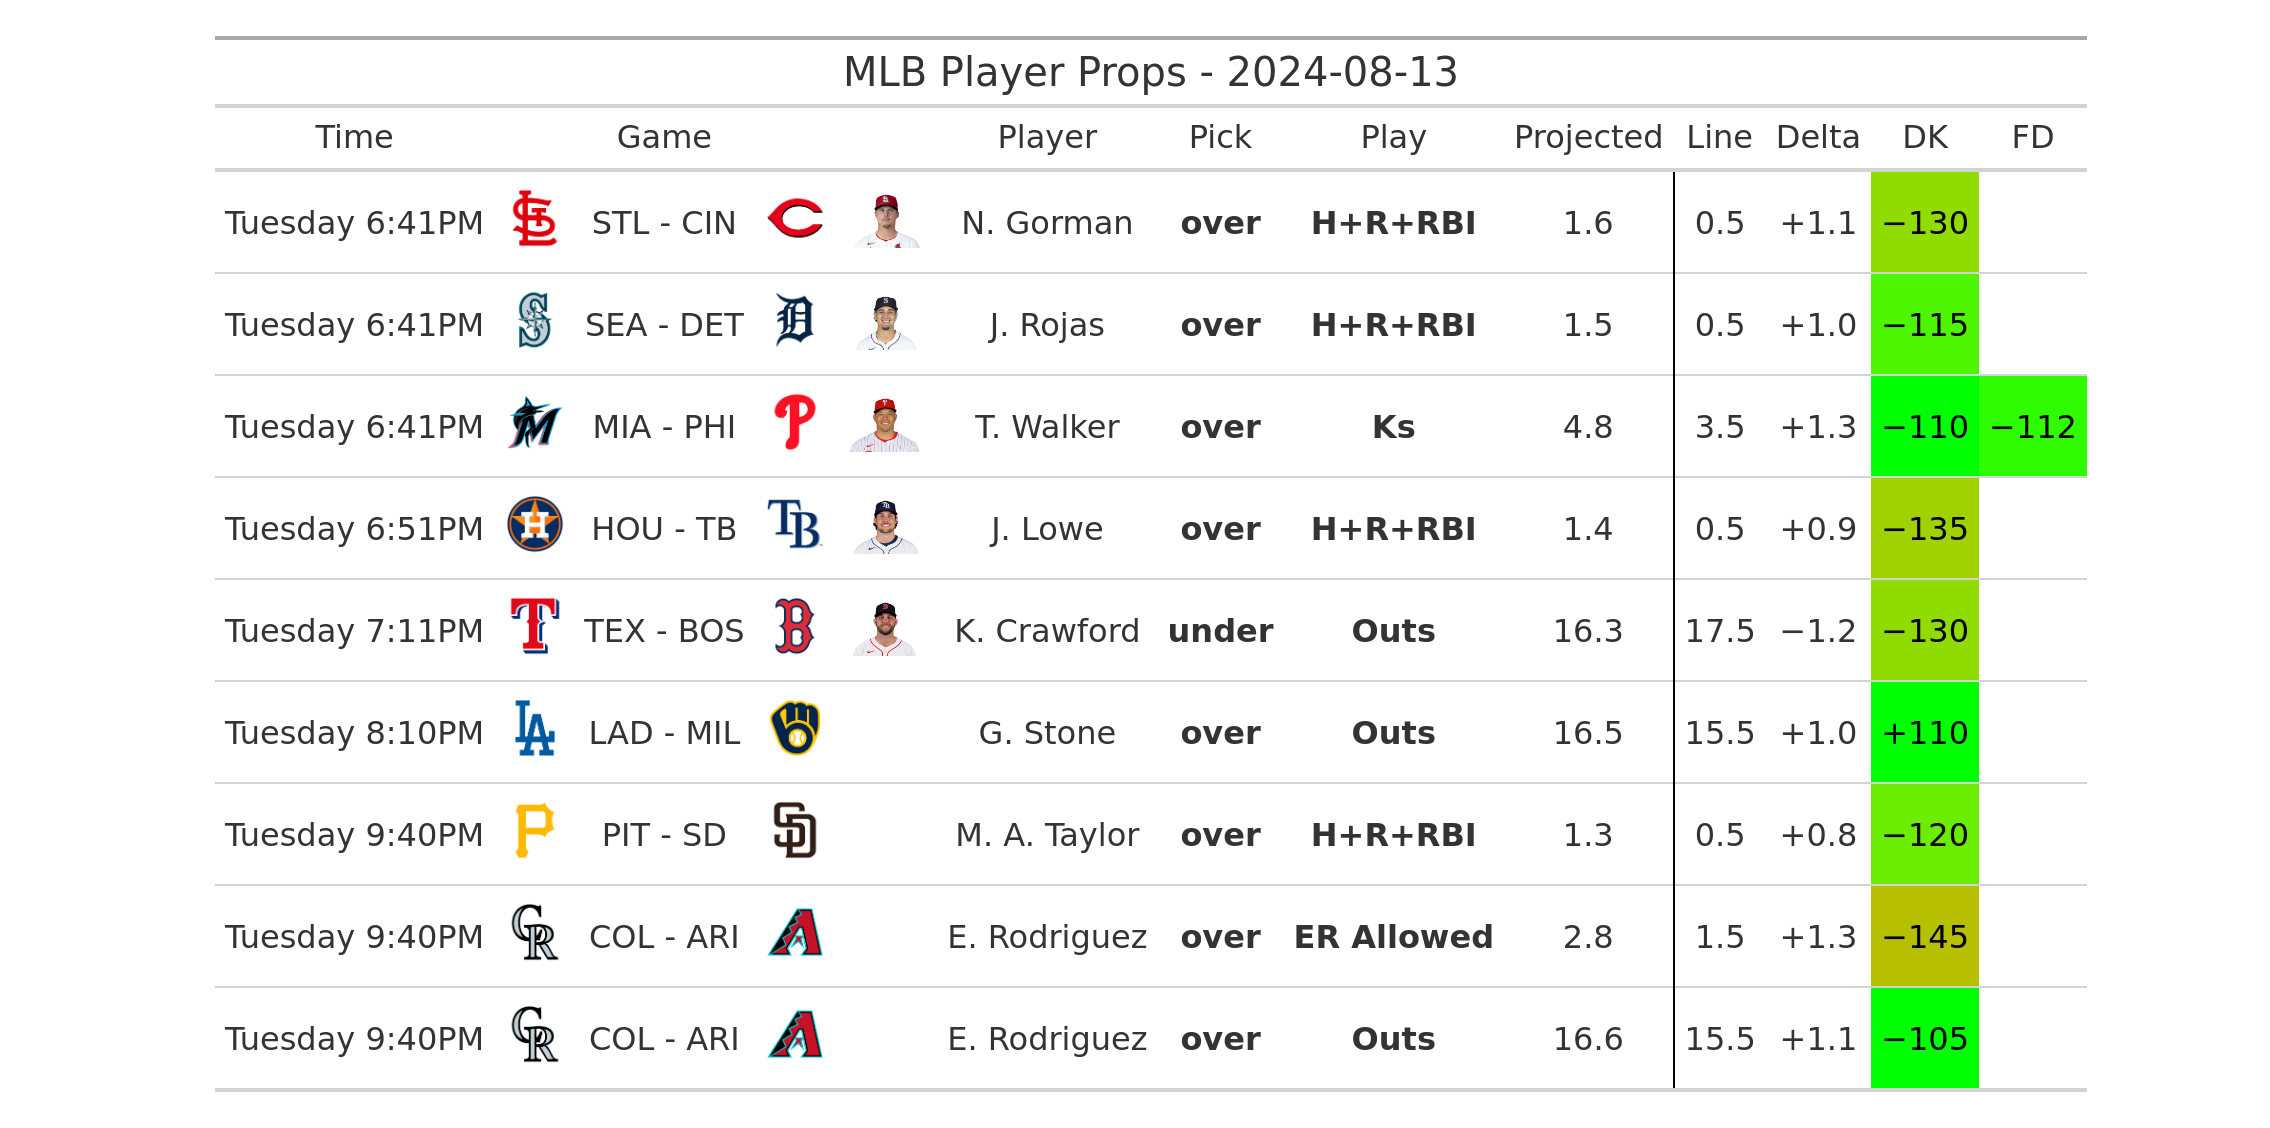 MLB Player Props - 2024-08-13
Time Game Player Pick Play Projected Line Delta DK FD
Tuesday 6:41PM STL - CIN N. Gorman over H+R+RBI 1.6 0.5 +1.1 −130
Tuesday 6:41PM SEA - DET J. Rojas over H+R+RBI 1.5 0.5 +1.0 −115
Tuesday 6:41PM MIA - PHI T. Walker over Ks 4.8 3.5 +1.3 −110 −112
Tuesday 6:51PM HOU - TB J. Lowe over H+R+RBI 1.4 0.5 +0.9 −135
Tuesday 7:11PM TEX - BOS K. Crawford under Outs 16.3 17.5 −1.2 −130
Tuesday 8:10PM LAD - MIL G. Stone over Outs 16.5 15.5 +1.0 +110
Tuesday 9:40PM PIT - SD M. A. Taylor over H+R+RBI 1.3 0.5 +0.8 −120
Tuesday 9:40PM COL - ARI E. Rodriguez over ER Allowed 2.8 1.5 +1.3 −145
Tuesday 9:40PM COL - ARI E. Rodriguez over Outs 16.6 15.5 +1.1 −105